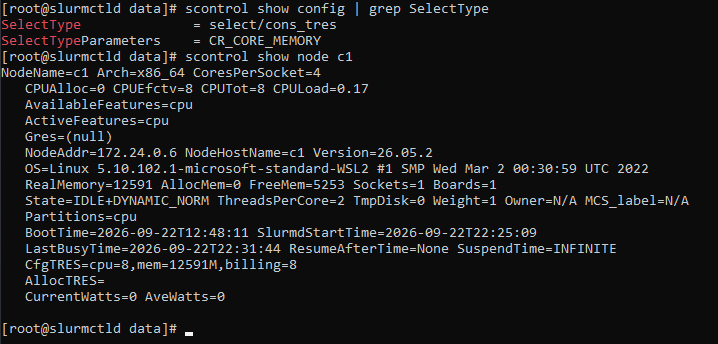 [root@slurmctld data]# scontrol show config | grep SelectType
SelectType              = select/cons_tres
SelectTypeParameters    = CR_CORE_MEMORY
[root@slurmctld data]# scontrol show node c1
NodeName=c1 Arch=x86_64 CoresPerSocket=4
   CPUAlloc=0 CPUEfctv=8 CPUTot=8 CPULoad=0.17
   AvailableFeatures=cpu
   ActiveFeatures=cpu
   Gres=(null)
   NodeAddr=172.24.0.6 NodeHostName=c1 Version=26.05.2
   OS=Linux 5.10.102.1-microsoft-standard-WSL2 #1 SMP Wed Mar 2 00:30:59 UTC 2022
   RealMemory=12591 AllocMem=0 FreeMem=5253 Sockets=1 Boards=1
   State=IDLE+DYNAMIC_NORM ThreadsPerCore=2 TmpDisk=0 Weight=1 Owner=N/A MCS_label=N/A
   Partitions=cpu
   BootTime=2026-09-22T12:48:11 SlurmdStartTime=2026-09-22T22:25:09
   LastBusyTime=2026-09-22T22:31:44 ResumeAfterTime=None SuspendTime=INFINITE
   CfgTRES=cpu=8,mem=12591M,billing=8
   AllocTRES=
   CurrentWatts=0 AveWatts=0
[root@slurmctld data]#